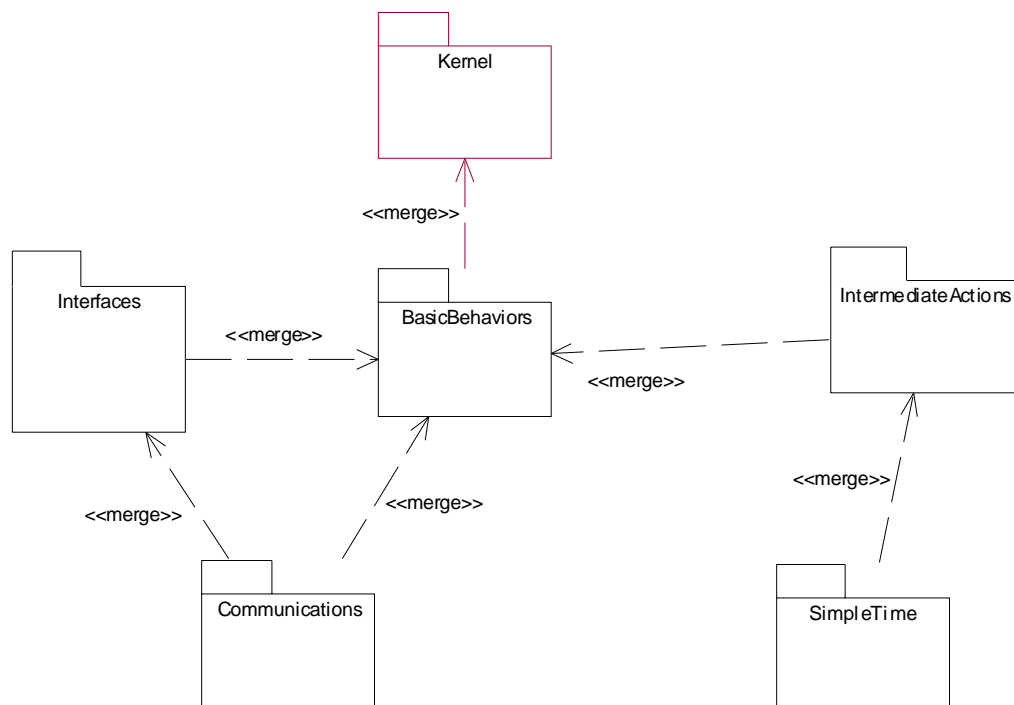 Kernel
<<merge>>
Interfaces
BasicBehaviors
IntermediateActions
<<merge>>
<<merge>>
<<merge>>
<<merge>>
<<merge>>
Communications
SimpleTime